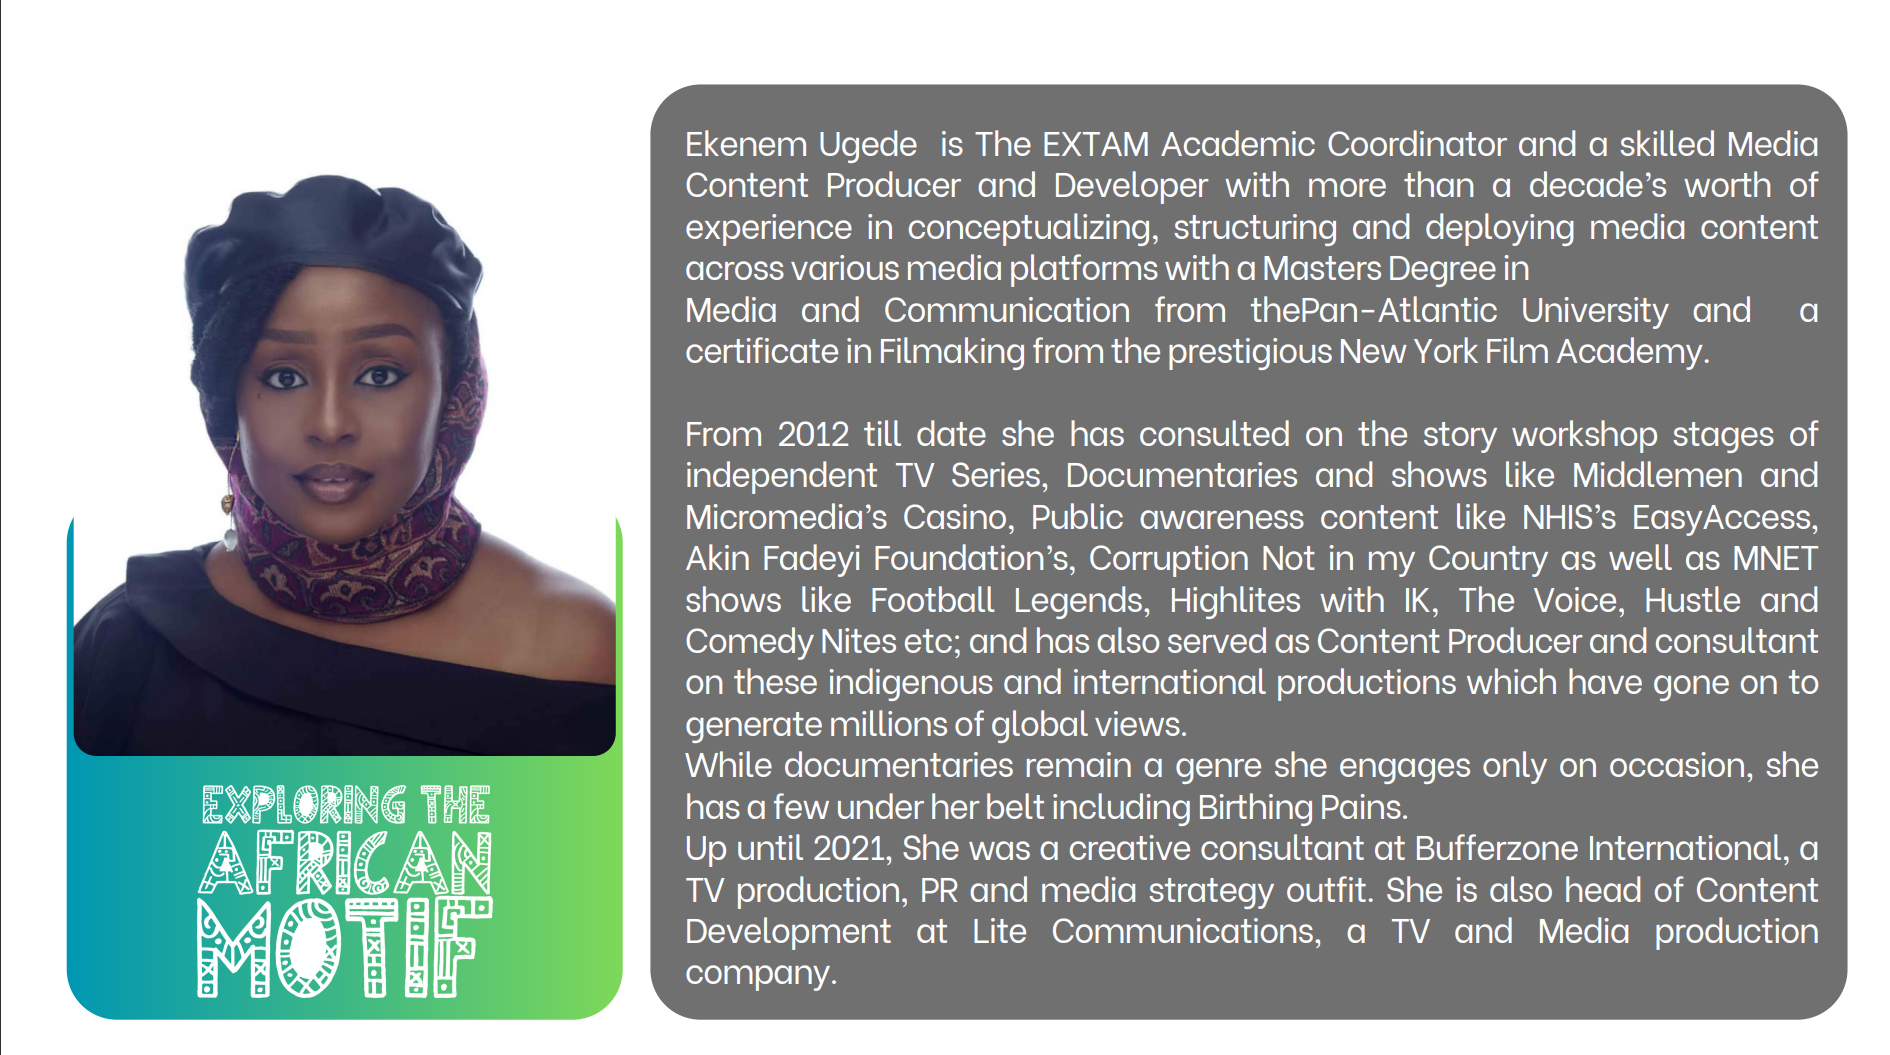 Ekenem Ugede  is The EXTAM Academic Coordinator and a skilled Media
Content Producer and Developer with more than a decade’s worth of
experience in conceptualizing, structuring and deploying media content
across various media platforms with a Masters Degree in
Media and Communication from thePan-Atlantic University and  a
certificate in Filmaking from the prestigious New York Film Academy.
From 2012 till date she has consulted on the story workshop stages of
independent TV Series, Documentaries and shows like Middlemen and
Micromedia’s Casino, Public awareness content like NHIS’s EasyAccess,
Akin Fadeyi Foundation’s, Corruption Not in my Country as well as MNET
shows like Football Legends, Highlites with IK, The Voice, Hustle and
Comedy Nites etc; and has also served as Content Producer and consultant
on these indigenous and international productions which have gone on to
generate millions of global views.
While documentaries remain a genre she engages only on occasion, she
has a few under her belt including Birthing Pains.
Up until 2021, She was a creative consultant at Bufferzone International, a
TV production, PR and media strategy outfit. She is also head of Content
Development at Lite Communications, a TV and Media production
company.
EXPLORING THE
AFRICAN
MOTIF